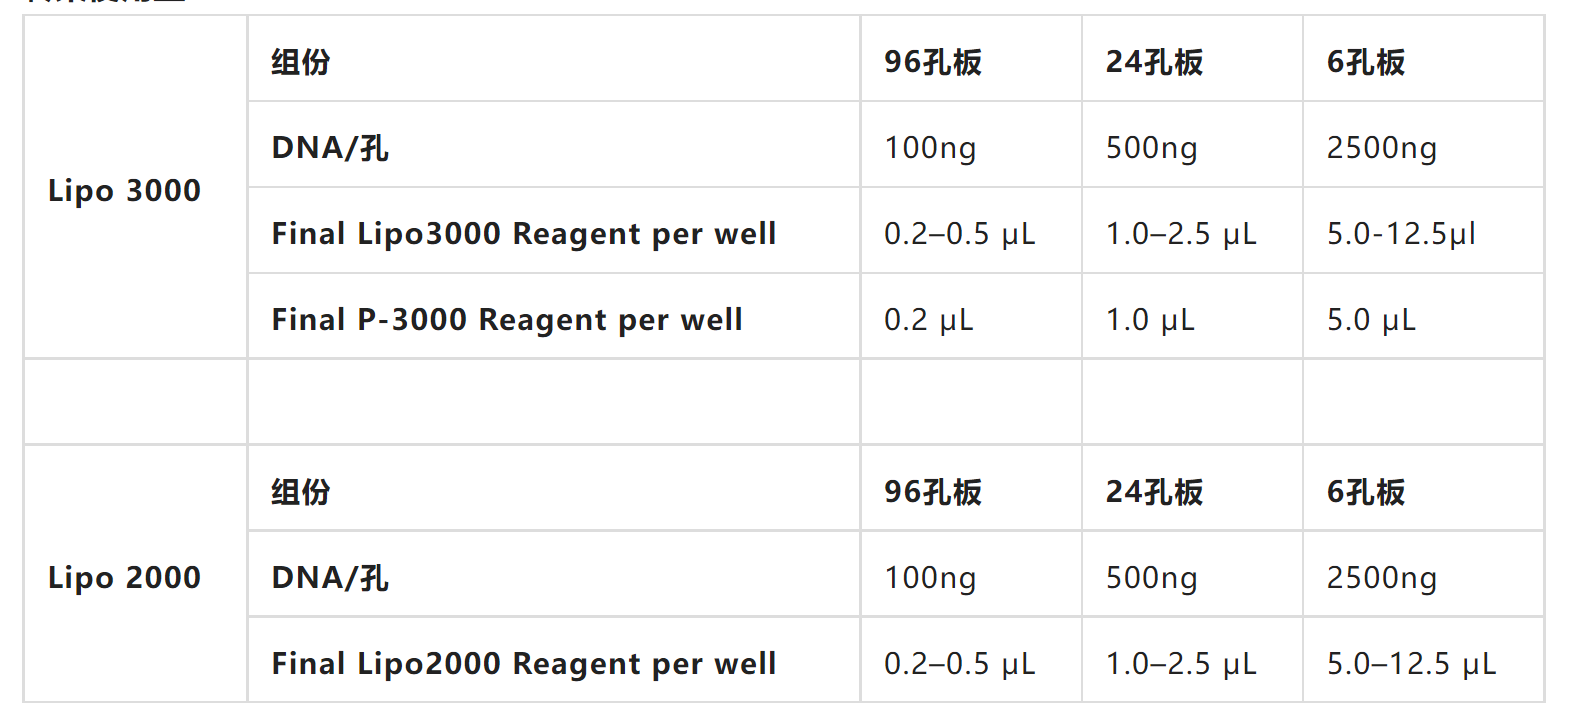 组份 96孔板 24孔板 6孔板
DNA/孔 100ng 500ng 2500ng
Lipo 3000
Final Lipo3000 Reagent per well 0.2–0.5 μL 1.0–2.5 μL 5.0-12.5μl
Final P-3000 Reagent per well 0.2 μL 1.0 μL 5.0 μL
组份 96孔板 24孔板 6孔板
Lipo 2000 DNA/孔 100ng 500ng 2500ng
Final Lipo2000 Reagent per well 0.2–0.5 μL 1.0–2.5 μL 5.0–12.5 μL